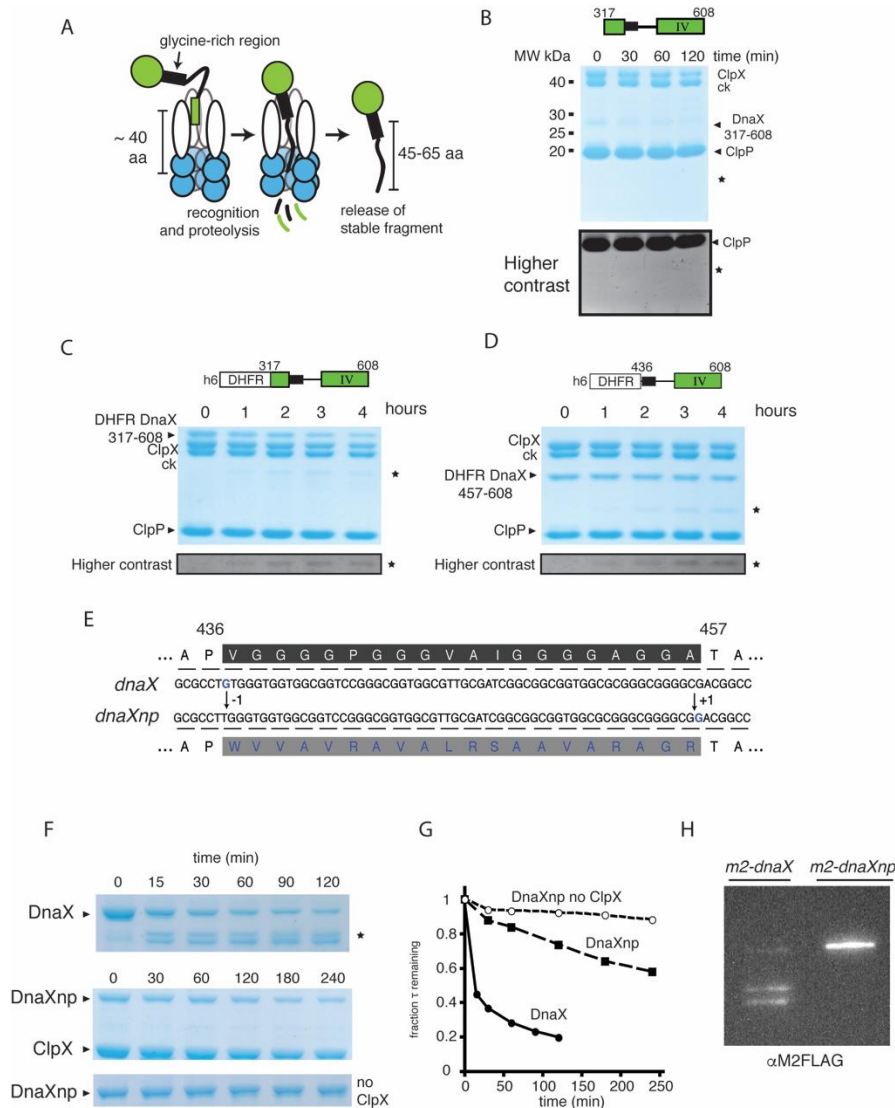 A
glycine-rich region
~ 40
aa
45-65 aa
recognition
and proteolysis
release of
stable fragment
B
317 608
IV
MW kDa 0 30 60 120 time (min)
40
30
25
20
ClpX
ck
DnaX
317-608
ClpP
★
Higher
contrast
ClpP
★
C
317 608
h6 DHFR IV
0 1 2 3 4 hours
DHFR DnaX
317-608
ClpX
ck
★
ClpP
Higher contrast ★
D
436 608
h6 DHFR IV
0 1 2 3 4 hours
ClpX
ck
DHFR DnaX
457-608
★
ClpP
Higher contrast ★
E
436 457
... A P V G G G G P G G G V A I G G G G A G G A T A ...
dnaX GCGCCTGTGGGTGGTGGCGGTCCGGGCGGTGGCGTTGCGATCGGCGGCGGTGGCGCGGGCGGGGCGACGGCC
-1 +1
dnaXnp GCGCCTTGGGTGGTGGCGGTCCGGGCGGTGGCGTTGCGATCGGCGGCGGTGGCGCGGGCGGGGCGGACGGCC
... A P W V V A V R A V A L R S A A V A R A G R T A ...
F
time (min)
0 15 30 60 90 120
DnaX
★
0 30 60 120 180 240
DnaXnp
ClpX
DnaXnp
no
ClpX
G
fraction τ remaining
1
0.8
0.6
0.4
0.2
0
DnaXnp no ClpX
DnaXnp
DnaX
0 50 100 150 200 250
time (min)
H
m2-dnaX m2-dnaXnp
αM2FLAG